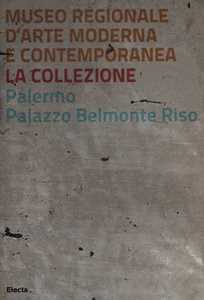 MUSEO REGIONALE
D'ARTE MODERNA
E CONTEMPORANEA
LA COLLEZIONE
Palermo
Palazzo Belmonte Riso
Electa